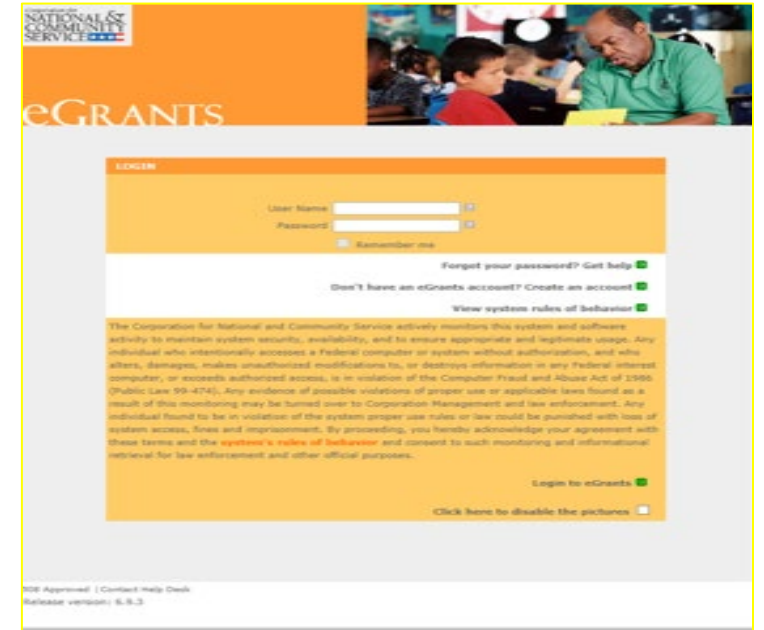 Corporation for
NATIONAL &
COMMUNITY
SERVICE
eGRANTS
LOGIN
User Name
Password
Remember me
Forgot your password? Get help
Don't have an eGrants account? Create an account
View system rules of behavior
The Corporation for National and Community Service actively monitors this system and software
activity to maintain system security, availability, and to ensure appropriate and legitimate usage. Any
individual who intentionally accesses a Federal computer or system without authorization, and who
alters, damages, makes unauthorized modifications to, or destroys information in any Federal interest
computer, or exceeds authorized access, is in violation of the Computer Fraud and Abuse Act of 1986
(Public Law 99-474). Any evidence of possible violations of proper use or applicable laws found as a
result of this monitoring may be turned over to Corporation Management and law enforcement. Any
individual found to be in violation of the system proper use rules or law could be punished with loss of
system access, fines and imprisonment. By proceeding, you hereby acknowledge your agreement with
these terms and the system's rules of behavior and consent to such monitoring and informational
retrieval for law enforcement and other official purposes.
Login to eGrants
Click here to disable the pictures
Approved | Contact Help Desk
Release version: